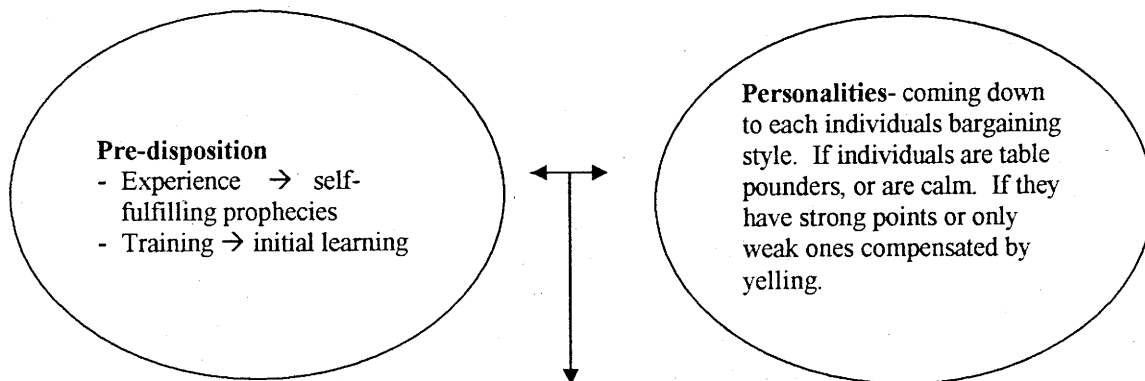 Pre-disposition
- Experience → self-
fulfilling prophecies
- Training → initial learning
Personalities- coming down
to each individuals bargaining
style. If individuals are table
pounders, or are calm. If they
have strong points or only
weak ones compensated by
yelling.